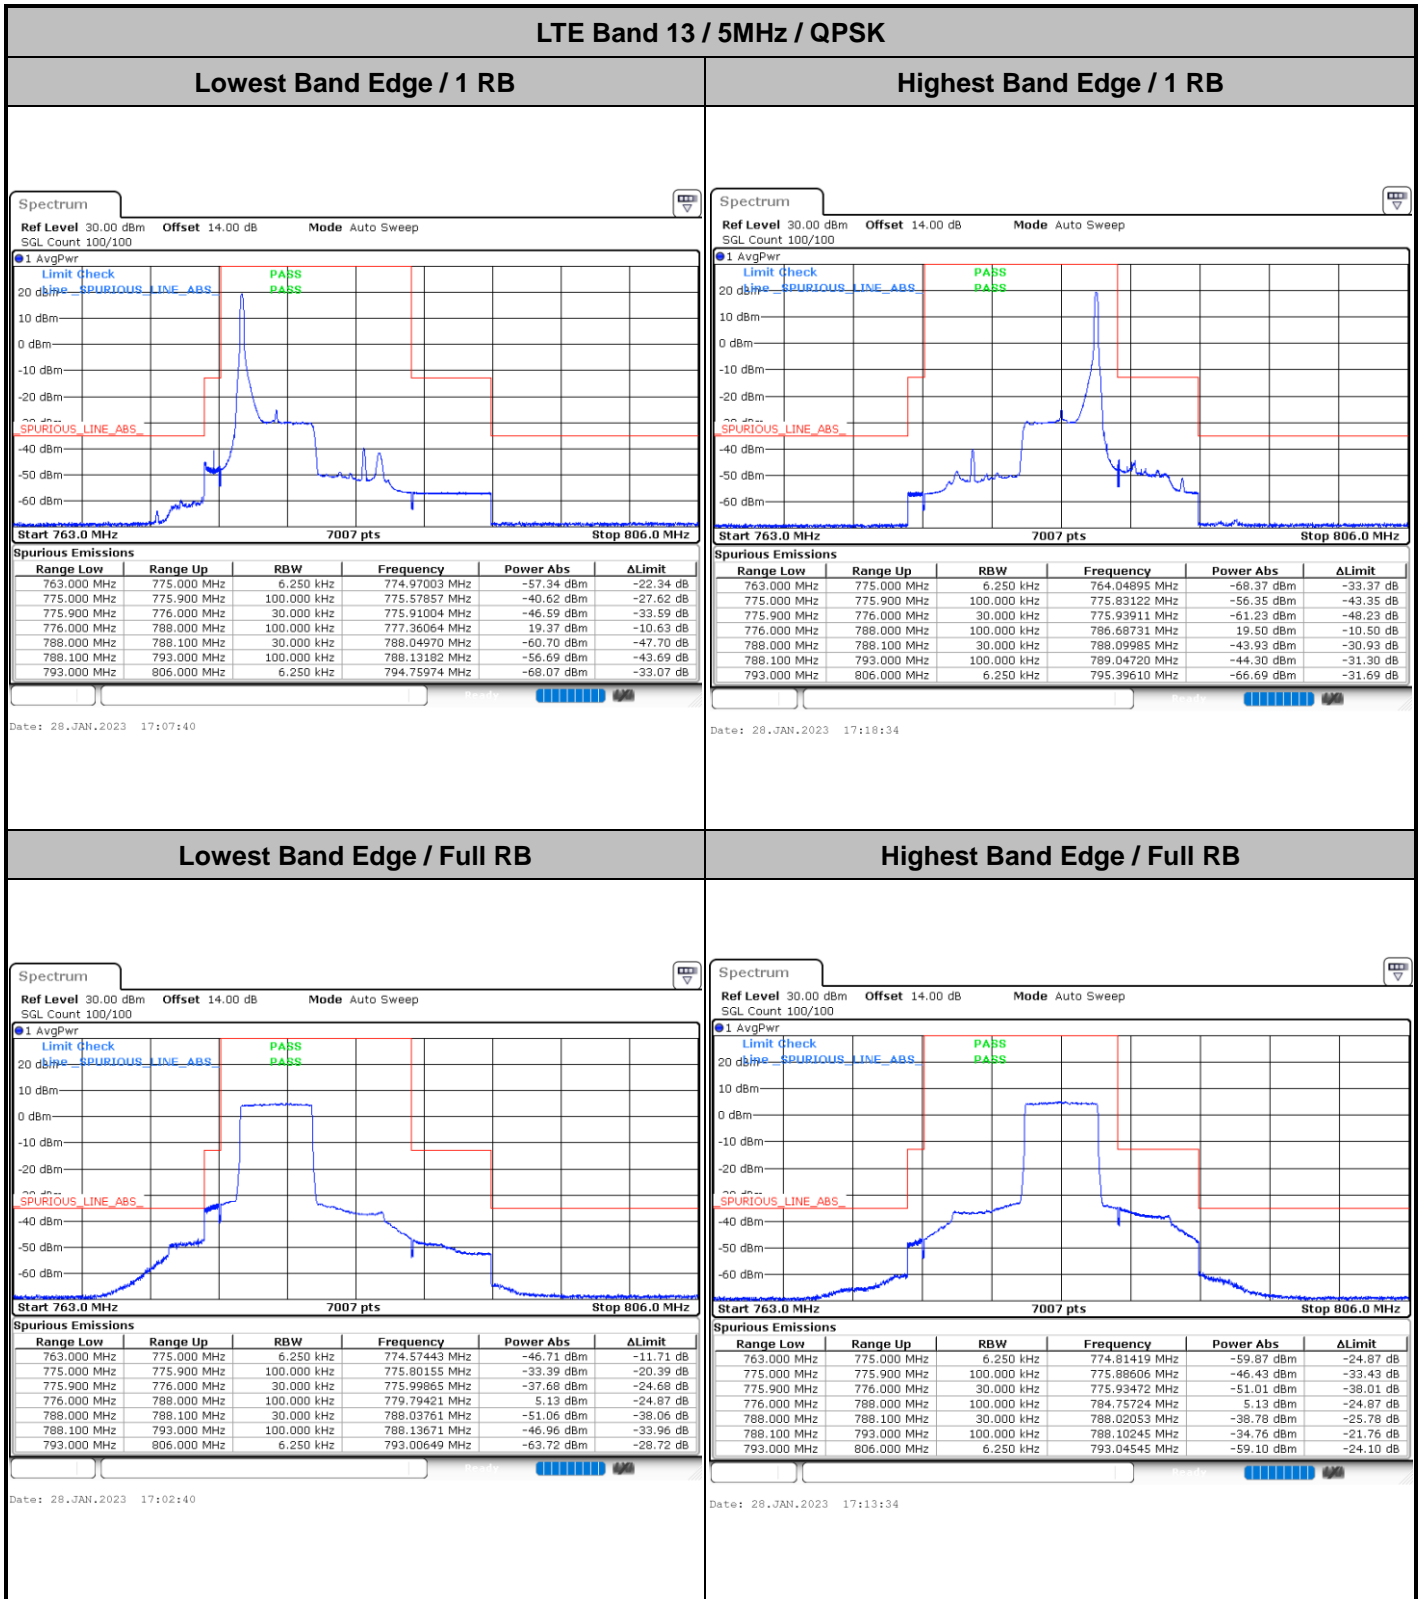 LTE Band 13 / 5MHz / QPSK
Lowest Band Edge / 1 RB
Highest Band Edge / 1 RB
Spectrum
Ref Level 30.00 dBm Offset 14.00 dB Mode Auto Sweep
SGL Count 100/100
1 AvgPwr
Limit Check PASS
Line _SPURIOUS_LINE_ABS_ PASS
20 dBm
10 dBm
0 dBm
-10 dBm
-20 dBm
_SPURIOUS_LINE_ABS_
-40 dBm
-50 dBm
-60 dBm
Start 763.0 MHz 7007 pts Stop 806.0 MHz
Spurious Emissions
Range Low Range Up RBW Frequency Power Abs ΔLimit
763.000 MHz 775.000 MHz 6.250 kHz 774.97003 MHz -57.34 dBm -22.34 dB
775.000 MHz 775.900 MHz 100.000 kHz 775.57857 MHz -40.62 dBm -27.62 dB
775.900 MHz 776.000 MHz 30.000 kHz 775.91004 MHz -46.59 dBm -33.59 dB
776.000 MHz 788.000 MHz 100.000 kHz 777.36064 MHz 19.37 dBm -10.63 dB
788.000 MHz 788.100 MHz 30.000 kHz 788.04970 MHz -60.70 dBm -47.70 dB
788.100 MHz 793.000 MHz 100.000 kHz 788.13182 MHz -56.69 dBm -43.69 dB
793.000 MHz 806.000 MHz 6.250 kHz 794.75974 MHz -68.07 dBm -33.07 dB
Ready
Date: 28.JAN.2023 17:07:40
Spectrum
Ref Level 30.00 dBm Offset 14.00 dB Mode Auto Sweep
SGL Count 100/100
1 AvgPwr
Limit Check PASS
Line _SPURIOUS_LINE_ABS_ PASS
20 dBm
10 dBm
0 dBm
-10 dBm
-20 dBm
_SPURIOUS_LINE_ABS_
-40 dBm
-50 dBm
-60 dBm
Start 763.0 MHz 7007 pts Stop 806.0 MHz
Spurious Emissions
Range Low Range Up RBW Frequency Power Abs ΔLimit
763.000 MHz 775.000 MHz 6.250 kHz 764.04895 MHz -68.37 dBm -33.37 dB
775.000 MHz 775.900 MHz 100.000 kHz 775.83122 MHz -56.35 dBm -43.35 dB
775.900 MHz 776.000 MHz 30.000 kHz 775.93911 MHz -61.23 dBm -48.23 dB
776.000 MHz 788.000 MHz 100.000 kHz 786.68731 MHz 19.50 dBm -10.50 dB
788.000 MHz 788.100 MHz 30.000 kHz 788.09985 MHz -43.93 dBm -30.93 dB
788.100 MHz 793.000 MHz 100.000 kHz 789.04720 MHz -44.30 dBm -31.30 dB
793.000 MHz 806.000 MHz 6.250 kHz 795.39610 MHz -66.69 dBm -31.69 dB
Ready
Date: 28.JAN.2023 17:18:34
Lowest Band Edge / Full RB
Highest Band Edge / Full RB
Spectrum
Ref Level 30.00 dBm Offset 14.00 dB Mode Auto Sweep
SGL Count 100/100
1 AvgPwr
Limit Check PASS
Line _SPURIOUS_LINE_ABS_ PASS
20 dBm
10 dBm
0 dBm
-10 dBm
-20 dBm
_SPURIOUS_LINE_ABS_
-40 dBm
-50 dBm
-60 dBm
Start 763.0 MHz 7007 pts Stop 806.0 MHz
Spurious Emissions
Range Low Range Up RBW Frequency Power Abs ΔLimit
763.000 MHz 775.000 MHz 6.250 kHz 774.57443 MHz -46.71 dBm -11.71 dB
775.000 MHz 775.900 MHz 100.000 kHz 775.80155 MHz -33.39 dBm -20.39 dB
775.900 MHz 776.000 MHz 30.000 kHz 775.99865 MHz -37.68 dBm -24.68 dB
776.000 MHz 788.000 MHz 100.000 kHz 779.79421 MHz 5.13 dBm -24.87 dB
788.000 MHz 788.100 MHz 30.000 kHz 788.03761 MHz -51.06 dBm -38.06 dB
788.100 MHz 793.000 MHz 100.000 kHz 788.13671 MHz -46.96 dBm -33.96 dB
793.000 MHz 806.000 MHz 6.250 kHz 793.00649 MHz -63.72 dBm -28.72 dB
Ready
Date: 28.JAN.2023 17:02:40
Spectrum
Ref Level 30.00 dBm Offset 14.00 dB Mode Auto Sweep
SGL Count 100/100
1 AvgPwr
Limit Check PASS
Line _SPURIOUS_LINE_ABS_ PASS
20 dBm
10 dBm
0 dBm
-10 dBm
-20 dBm
_SPURIOUS_LINE_ABS_
-40 dBm
-50 dBm
-60 dBm
Start 763.0 MHz 7007 pts Stop 806.0 MHz
Spurious Emissions
Range Low Range Up RBW Frequency Power Abs ΔLimit
763.000 MHz 775.000 MHz 6.250 kHz 774.81419 MHz -59.87 dBm -24.87 dB
775.000 MHz 775.900 MHz 100.000 kHz 775.88606 MHz -46.43 dBm -33.43 dB
775.900 MHz 776.000 MHz 30.000 kHz 775.93472 MHz -51.01 dBm -38.01 dB
776.000 MHz 788.000 MHz 100.000 kHz 784.75724 MHz 5.13 dBm -24.87 dB
788.000 MHz 788.100 MHz 30.000 kHz 788.02053 MHz -38.78 dBm -25.78 dB
788.100 MHz 793.000 MHz 100.000 kHz 788.10245 MHz -34.76 dBm -21.76 dB
793.000 MHz 806.000 MHz 6.250 kHz 793.04545 MHz -59.10 dBm -24.10 dB
Ready
Date: 28.JAN.2023 17:13:34